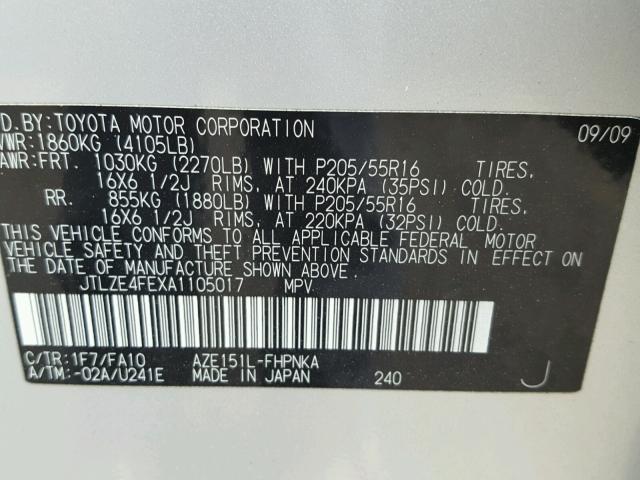 D.BY:TOYOTA MOTOR CORPORATION 09/09
VWR:1860KG (4105LB)
AWR:FRT. 1030KG (2270LB) WITH P205/55R16 TIRES,
16X6 1/2J RIMS, AT 240KPA (35PSI) COLD.
RR. 855KG (1880LB) WITH P205/55R16 TIRES,
16X6 1/2J RIMS, AT 220KPA (32PSI) COLD.
THIS VEHICLE CONFORMS TO ALL APPLICABLE FEDERAL MOTOR
VEHICLE SAFETY AND THEFT PREVENTION STANDARDS IN EFFECT ON
THE DATE OF MANUFACTURE SHOWN ABOVE.
JTLZE4FEXA1105017 MPV
C/TR:1F7/FA10 AZE151L-FHPNKA
A/TM:-02A/U241E MADE IN JAPAN 240 J